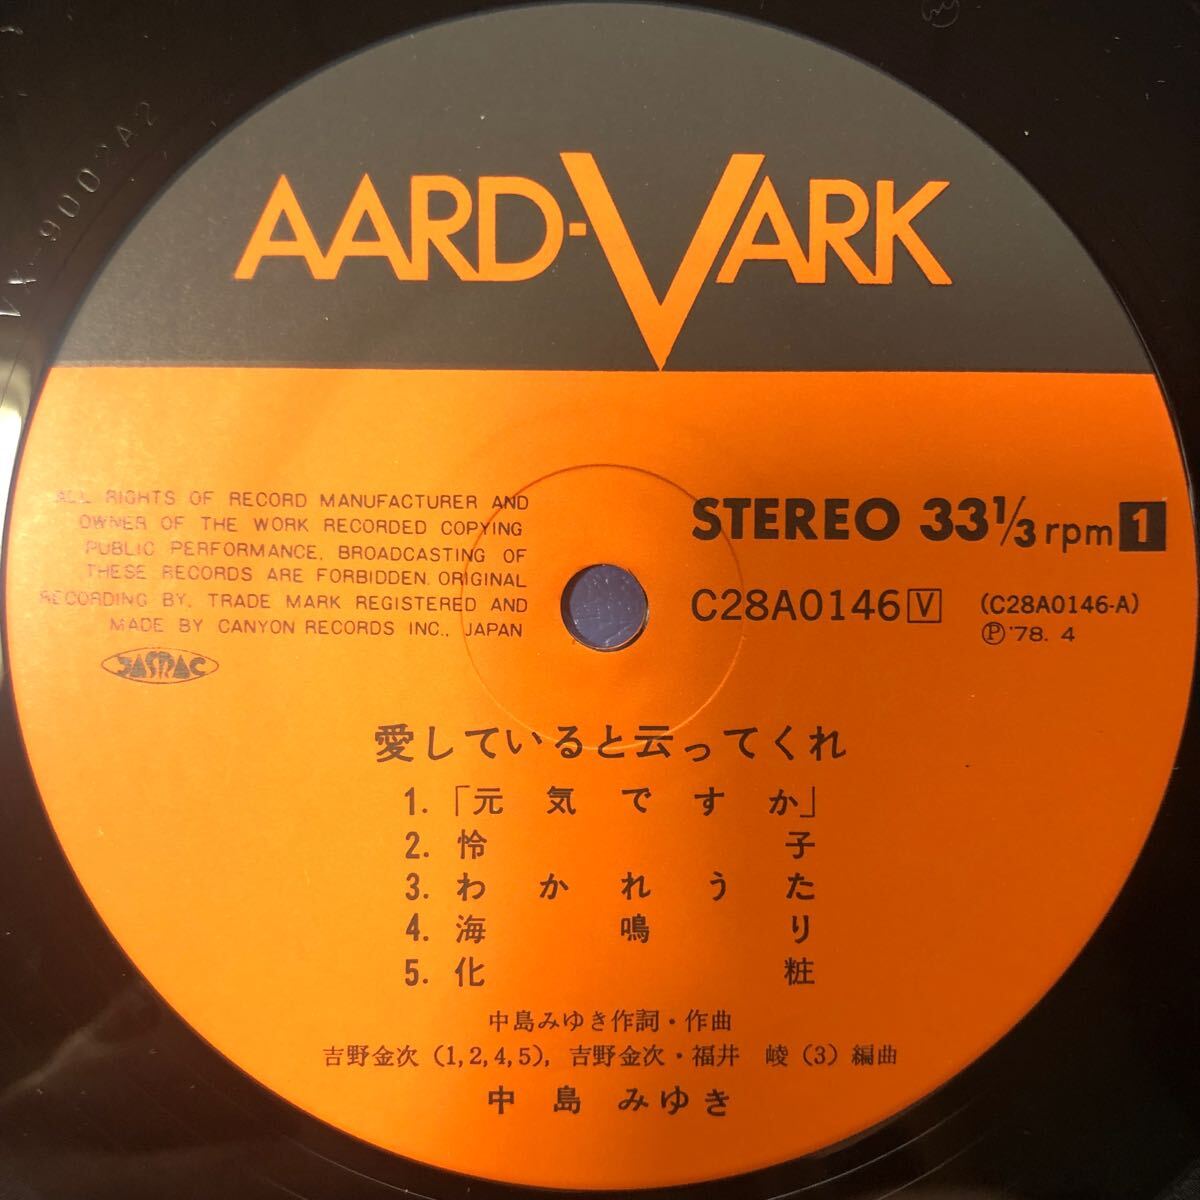 AARD-VARK
ALL RIGHTS OF RECORD MANUFACTURER AND
OWNER OF THE WORK RECORDED COPYING
PUBLIC PERFORMANCE, BROADCASTING OF
THESE RECORDS ARE FORBIDDEN. ORIGINAL
RECORDING BY, TRADE MARK REGISTERED AND
MADE BY CANYON RECORDS INC., JAPAN
JASRAC
STEREO 33 1/3 rpm 1
C28A0146 V (C28A0146-A)
Ⓟ '78. 4
愛していると云ってくれ
1.「元気ですか」
2. 怜子
3. わかれうた
4. 海鳴り
5. 化粧
中島みゆき作詞・作曲
吉野金次 (1,2,4,5), 吉野金次・福井 崚 (3) 編曲
中島みゆき
9002A2